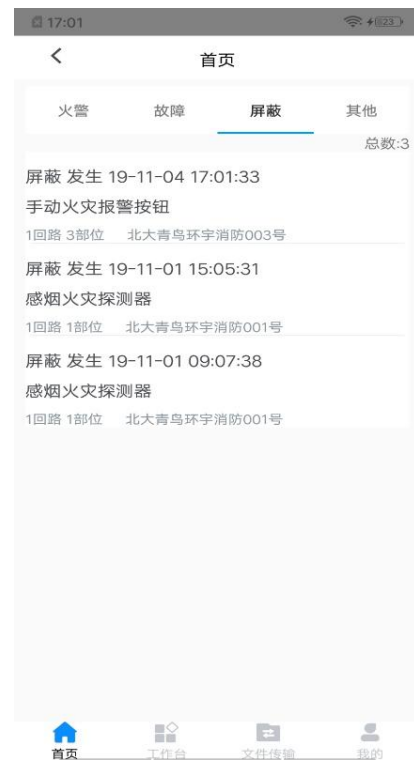 17:01
首页
火警 故障 屏蔽 其他
总数:3
屏蔽 发生 19-11-04 17:01:33
手动火灾报警按钮
1回路 3部位 北大青鸟环宇消防003号
屏蔽 发生 19-11-01 15:05:31
感烟火灾探测器
1回路 1部位 北大青鸟环宇消防001号
屏蔽 发生 19-11-01 09:07:38
感烟火灾探测器
1回路 1部位 北大青鸟环宇消防001号
首页 工作台 文件传输 我的